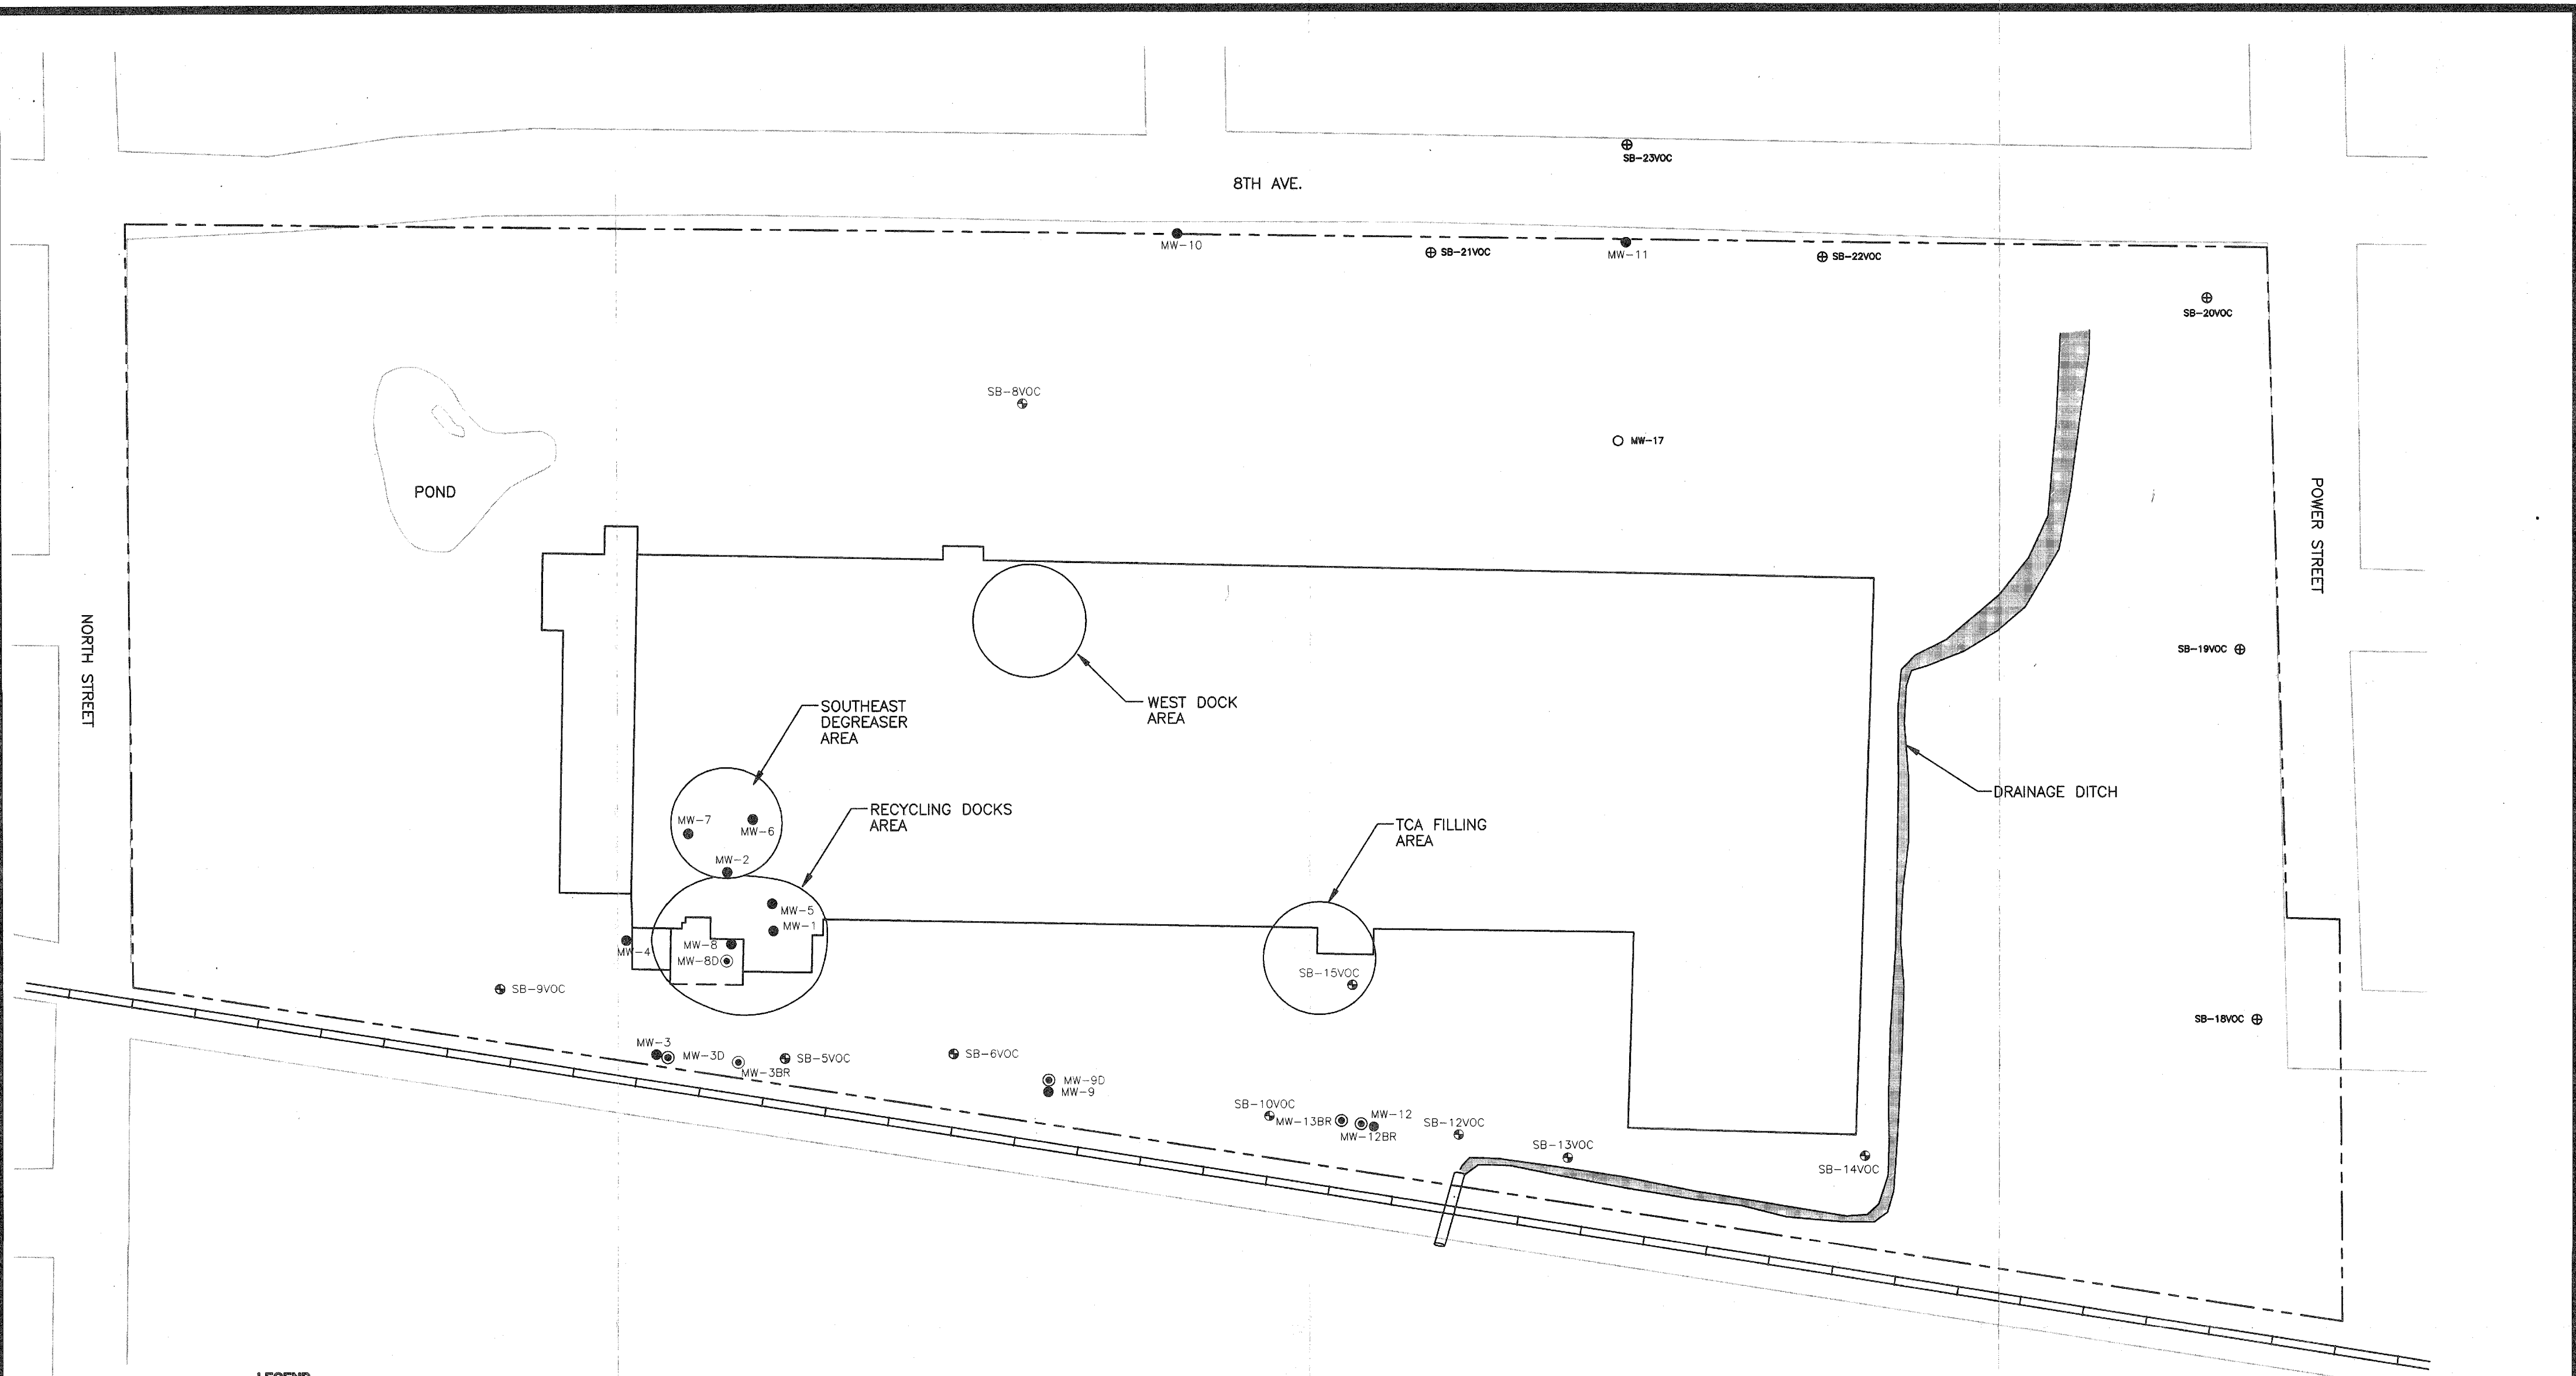 SB-23VOC
8TH AVE.
MW-10
SB-21VOC
MW-11
SB-22VOC
SB-20VOC
SB-8VOC
MW-17
POND
POWER STREET
NORTH STREET
SB-19VOC
WEST DOCK
AREA
SOUTHEAST
DEGREASER
AREA
DRAINAGE DITCH
RECYCLING DOCKS
AREA
TCA FILLING
AREA
MW-7
MW-6
MW-2
MW-5
MW-1
MW-8
MW-4
MW-8D
SB-15VOC
SB-9VOC
SB-18VOC
MW-3
MW-3D
MW-3BR
SB-5VOC
SB-6VOC
MW-9D
MW-9
SB-10VOC
MW-13BR
MW-12
MW-12BR
SB-12VOC
SB-13VOC
SB-14VOC
LEGEND